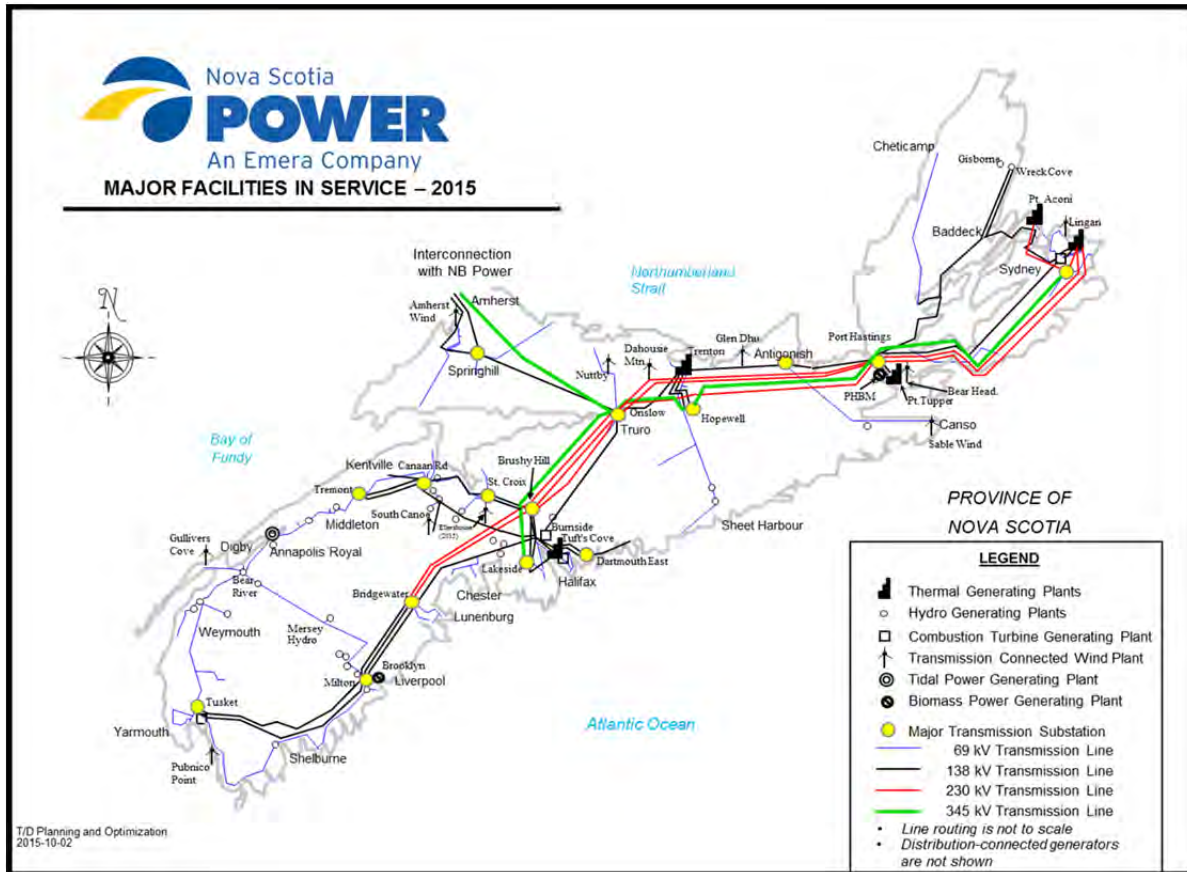 Nova Scotia
POWER
An Emera Company
MAJOR FACILITIES IN SERVICE – 2015
N
Cheticamp
Gisborne
Wreck Cove
Pt. Aconi
Lingan
Baddeck
Sydney
Interconnection
with NB Power
Northumberland
Strait
Amherst
Amherst
Wind
Springhill
Nuttby
Dahousie
Mtn
Trenton
Glen Dhu
Antigonish
Port Hastings
PHBM
Pt.Tupper
Bear Head.
Canso
Sable Wind
Onslow
Truro
Hopewell
Bay of
Fundy
Kentville
Canaan Rd
Brushy Hill
St. Croix
Tremont
South Canoe
(2015)
Middleton
Sheet Harbour
Burnside
Tuft's Cove
Dartmouth East
Gullivers
Cove
Digby
Annapolis Royal
Lakeside
Halifax
Bear
River
Chester
Bridgewater
Lunenburg
Weymouth
Mersey
Hydro
Brooklyn
Milton
Liverpool
Tusket
Yarmouth
Shelburne
Pubnico
Point
Atlantic Ocean
PROVINCE OF
NOVA SCOTIA
LEGEND
Thermal Generating Plants
Hydro Generating Plants
Combustion Turbine Generating Plant
Transmission Connected Wind Plant
Tidal Power Generating Plant
Biomass Power Generating Plant
Major Transmission Substation
69 kV Transmission Line
138 kV Transmission Line
230 kV Transmission Line
345 kV Transmission Line
• Line routing is not to scale
• Distribution-connected generators
are not shown
T/D Planning and Optimization
2015-10-02